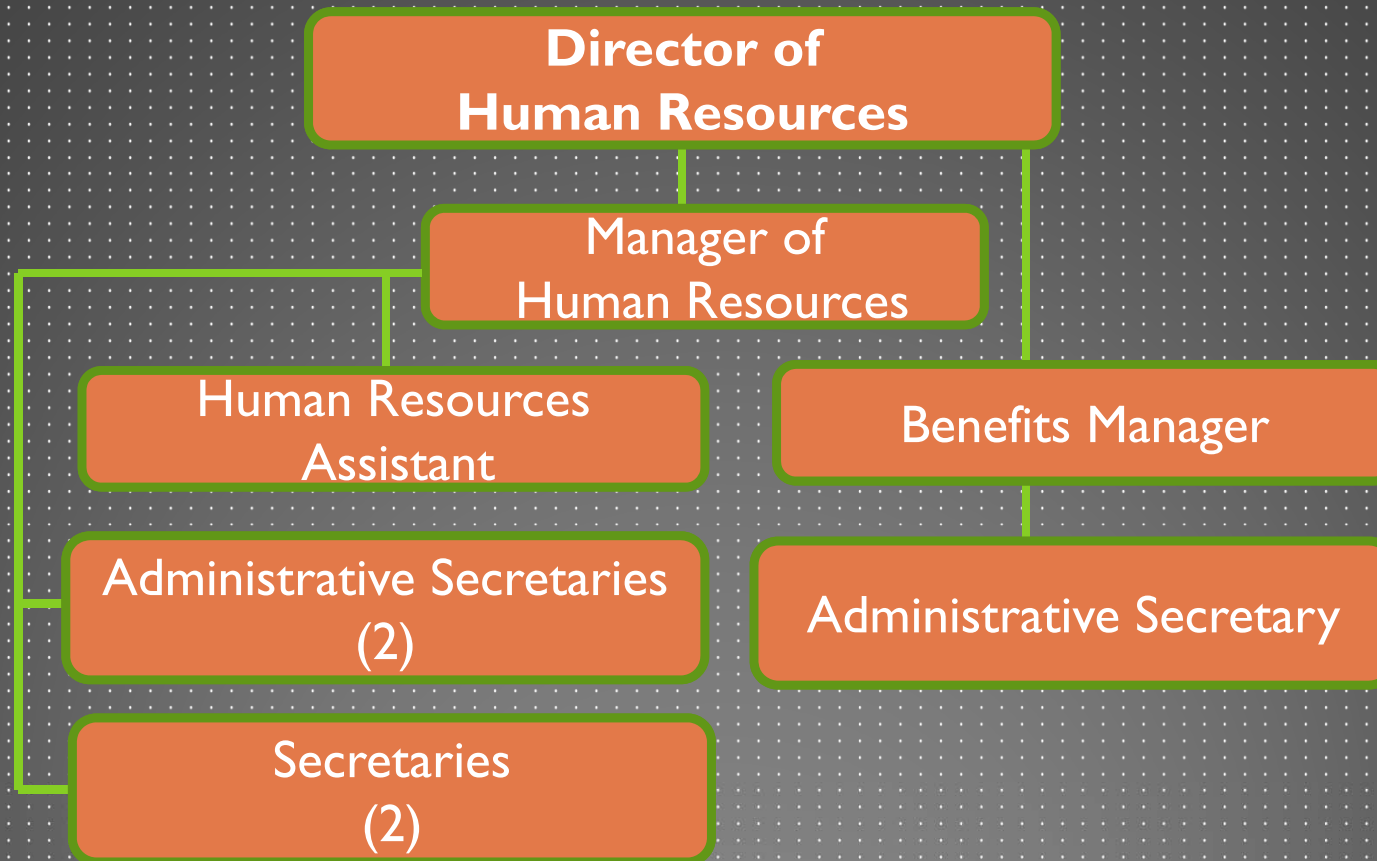 Director of
Human Resources
Manager of
Human Resources
Human Resources
Assistant
Benefits Manager
Administrative Secretaries
(2)
Administrative Secretary
Secretaries
(2)